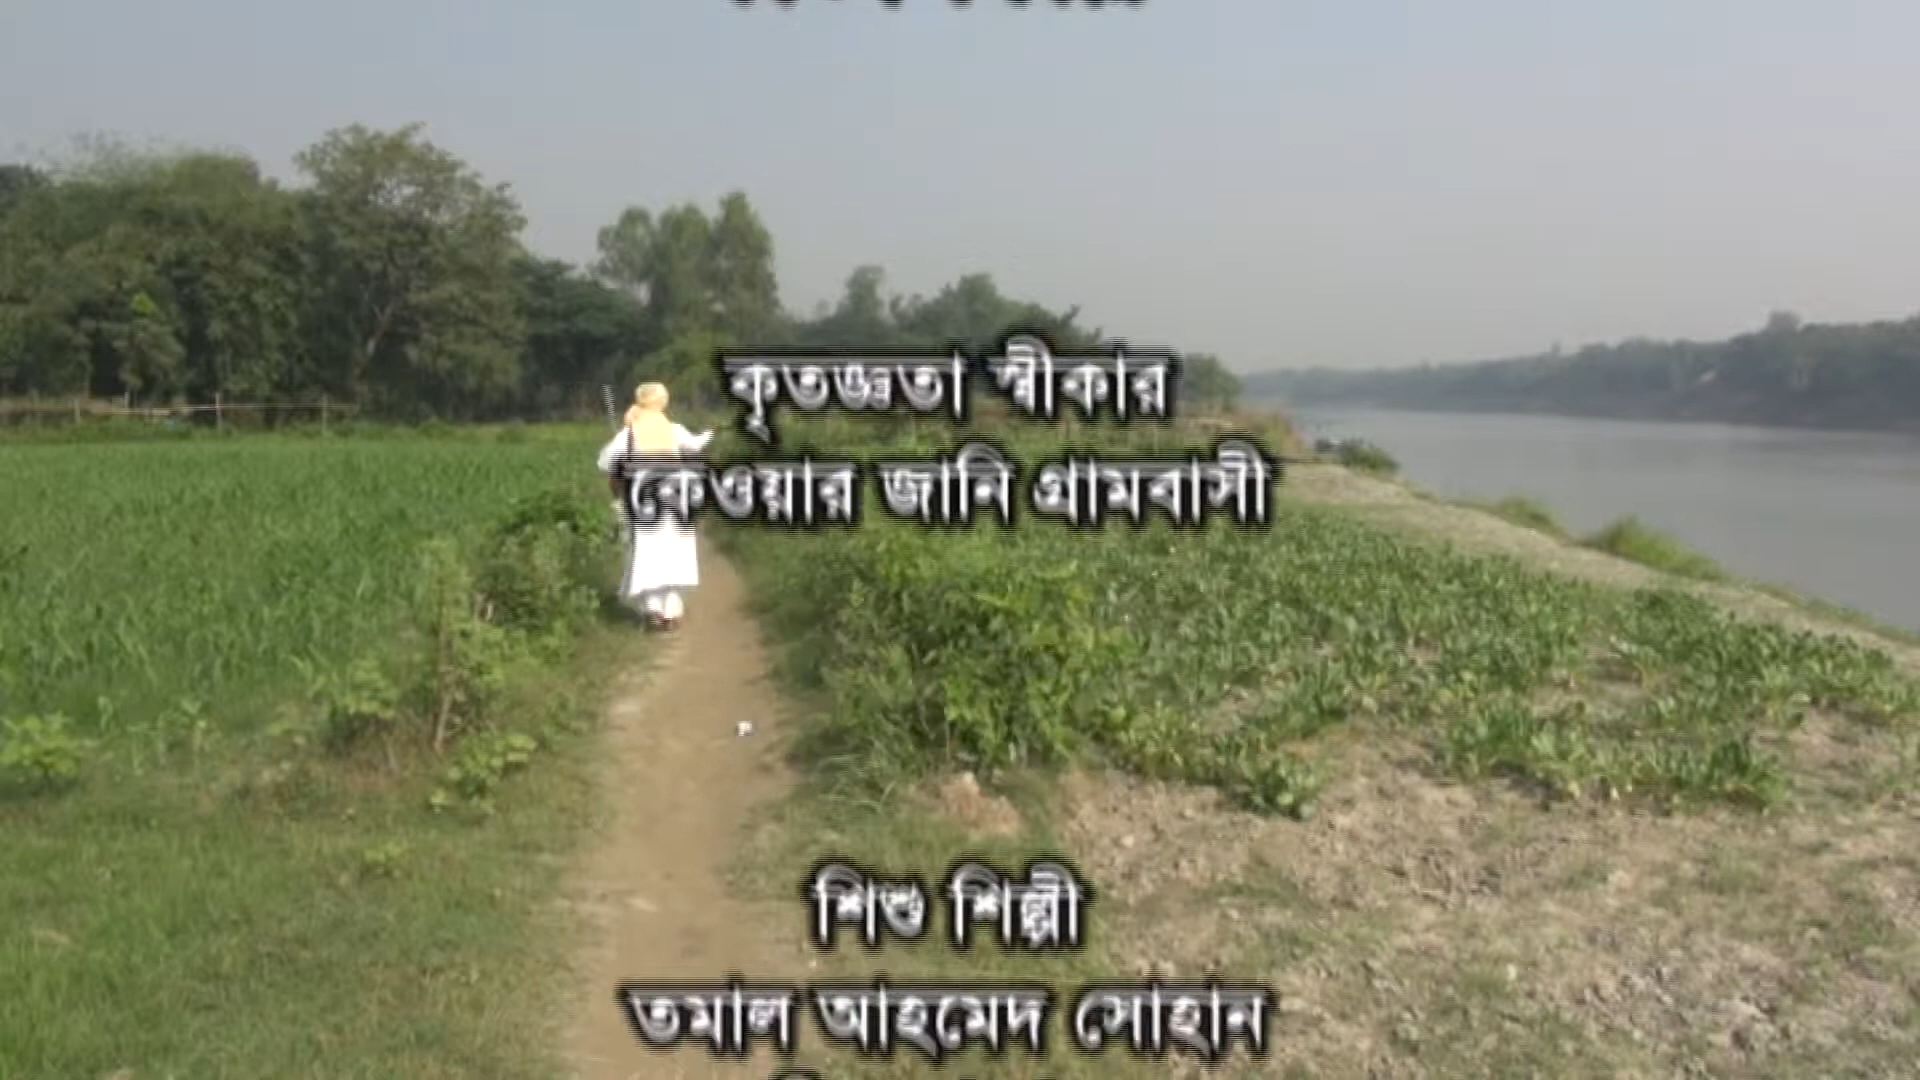 কৃতজ্ঞতা স্বীকার
কেওয়ার জানি গ্রামবাসী
শিশু শিল্পী
তমাল আহমেদ সোহান